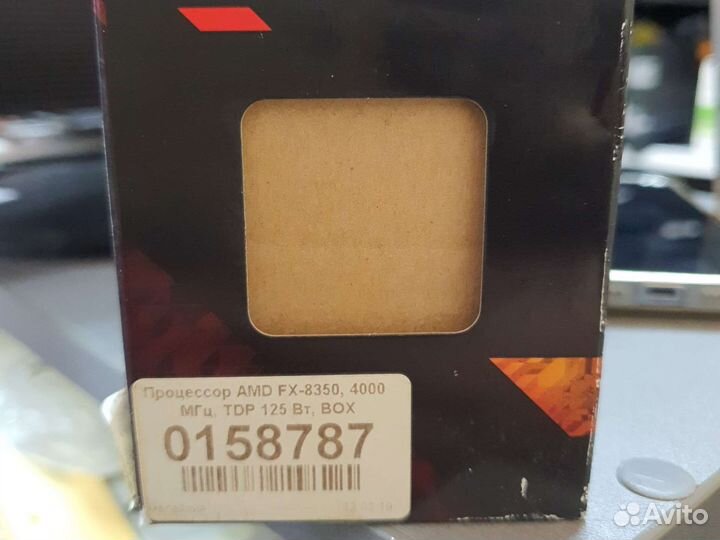 Процессор AMD FX-8350, 4000
МГц, TDP 125 Вт, BOX
0158787
Avito